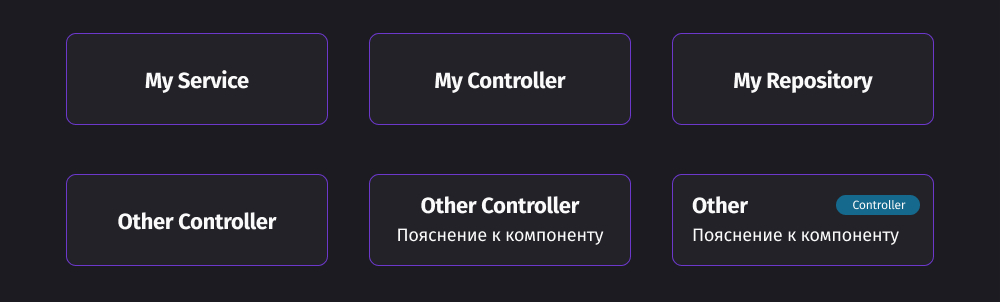 My Service
My Controller
My Repository
Other Controller
Other Controller
Пояснение к компоненту
Other
Controller
Пояснение к компоненту